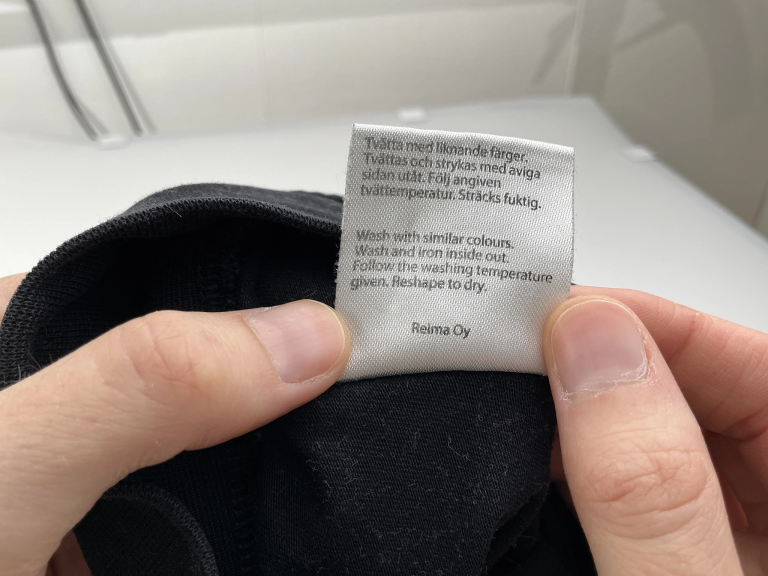 Tvätta med liknande färger.
Tvättas och strykas med aviga
sidan utåt. Följ angiven
tvättemperatur. Sträcks fuktig.
Wash with similar colours.
Wash and iron inside out.
Follow the washing temperature
given. Reshape to dry.
Reima Oy